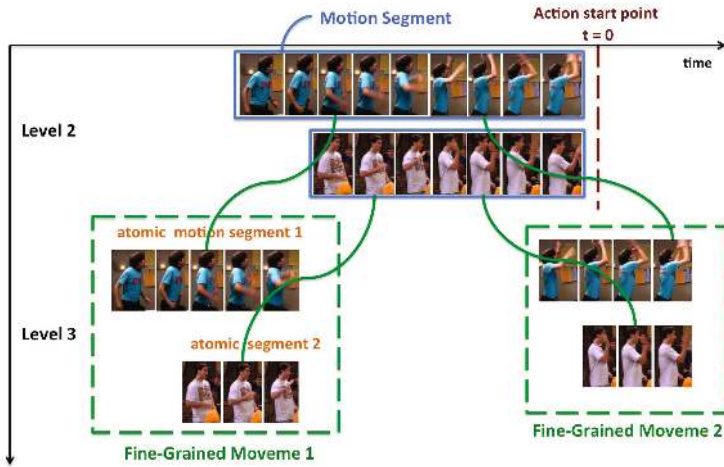 Motion Segment
Action start point
t = 0
time
Level 2
atomic motion segment 1
Level 3
atomic segment 2
Fine-Grained Moveme 1
Fine-Grained Moveme 2